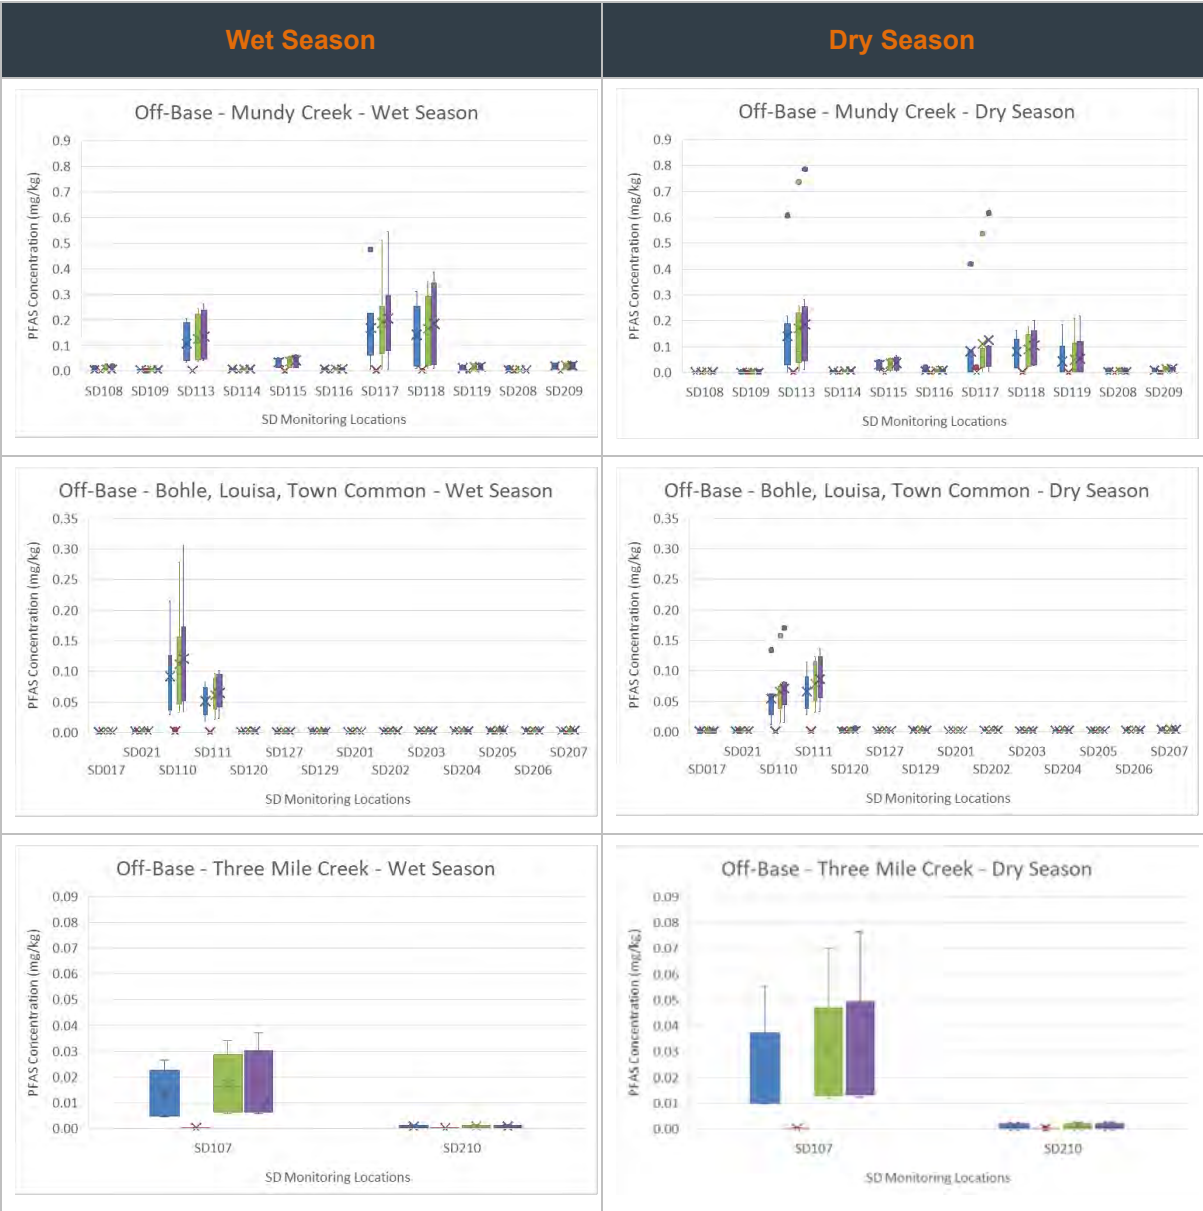 Wet Season
Dry Season
Off-Base - Mundy Creek - Wet Season
PFAS Concentration (mg/kg)
0.9
0.8
0.7
0.6
0.5
0.4
0.3
0.2
0.1
0.0
SD108 SD109 SD113 SD114 SD115 SD116 SD117 SD118 SD119 SD208 SD209
SD Monitoring Locations
Off-Base - Mundy Creek - Dry Season
PFAS Concentration (mg/kg)
0.9
0.8
0.7
0.6
0.5
0.4
0.3
0.2
0.1
0.0
SD108 SD109 SD113 SD114 SD115 SD116 SD117 SD118 SD119 SD208 SD209
SD Monitoring Locations
Off-Base - Bohle, Louisa, Town Common - Wet Season
PFAS Concentration (mg/kg)
0.35
0.30
0.25
0.20
0.15
0.10
0.05
0.00
SD021 SD111 SD127 SD201 SD203 SD205 SD207
SD017 SD110 SD120 SD129 SD202 SD204 SD206
SD Monitoring Locations
Off-Base - Bohle, Louisa, Town Common - Dry Season
PFAS Concentration (mg/kg)
0.35
0.30
0.25
0.20
0.15
0.10
0.05
0.00
SD021 SD111 SD127 SD201 SD203 SD205 SD207
SD017 SD110 SD120 SD129 SD202 SD204 SD206
SD Monitoring Locations
Off-Base - Three Mile Creek - Wet Season
PFAS Concentration (mg/kg)
0.09
0.08
0.07
0.06
0.05
0.04
0.03
0.02
0.01
0.00
SD107 SD210
SD Monitoring Locations
Off-Base - Three Mile Creek - Dry Season
PFAS Concentration (mg/kg)
0.09
0.08
0.07
0.06
0.05
0.04
0.03
0.02
0.01
0.00
SD107 SD210
SD Monitoring Locations